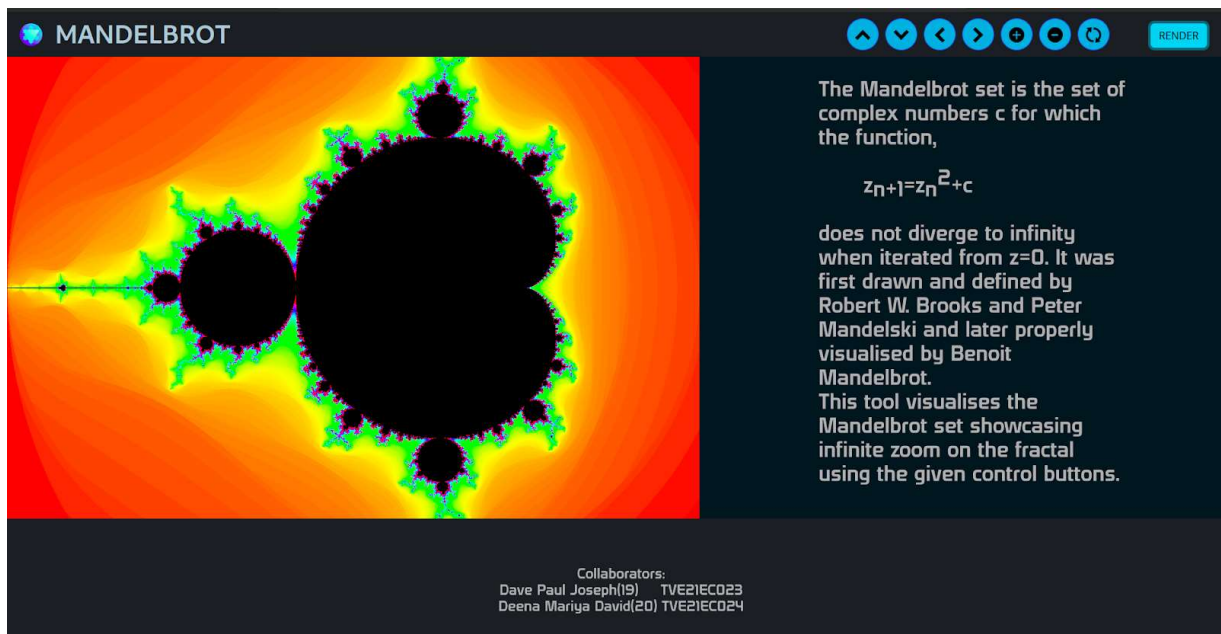 MANDELBROT
RENDER
The Mandelbrot set is the set of
complex numbers c for which
the function,
zₙ₊₁=zₙ²+c
does not diverge to infinity
when iterated from z=0. It was
first drawn and defined by
Robert W. Brooks and Peter
Mandelski and later properly
visualised by Benoit
Mandelbrot.
This tool visualises the
Mandelbrot set showcasing
infinite zoom on the fractal
using the given control buttons.
Collaborators:
Dave Paul Joseph(19) TVE21EC023
Deena Mariya David(20) TVE21EC024